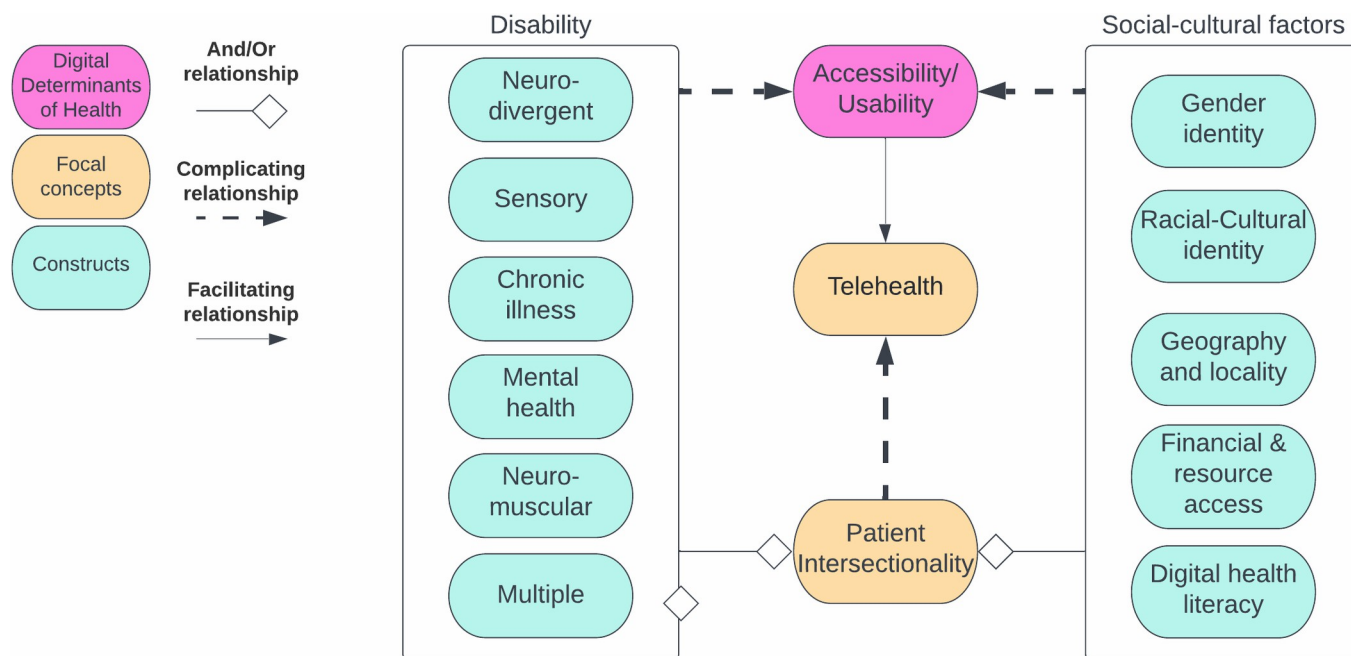 Digital
Determinants
of Health
Focal
concepts
Constructs
And/Or
relationship
Complicating
relationship
Facilitating
relationship
Disability
Neuro-
divergent
Sensory
Chronic
illness
Mental
health
Neuro-
muscular
Multiple
Accessibility/
Usability
Telehealth
Patient
Intersectionality
Social-cultural factors
Gender
identity
Racial-Cultural
identity
Geography
and locality
Financial &
resource
access
Digital health
literacy